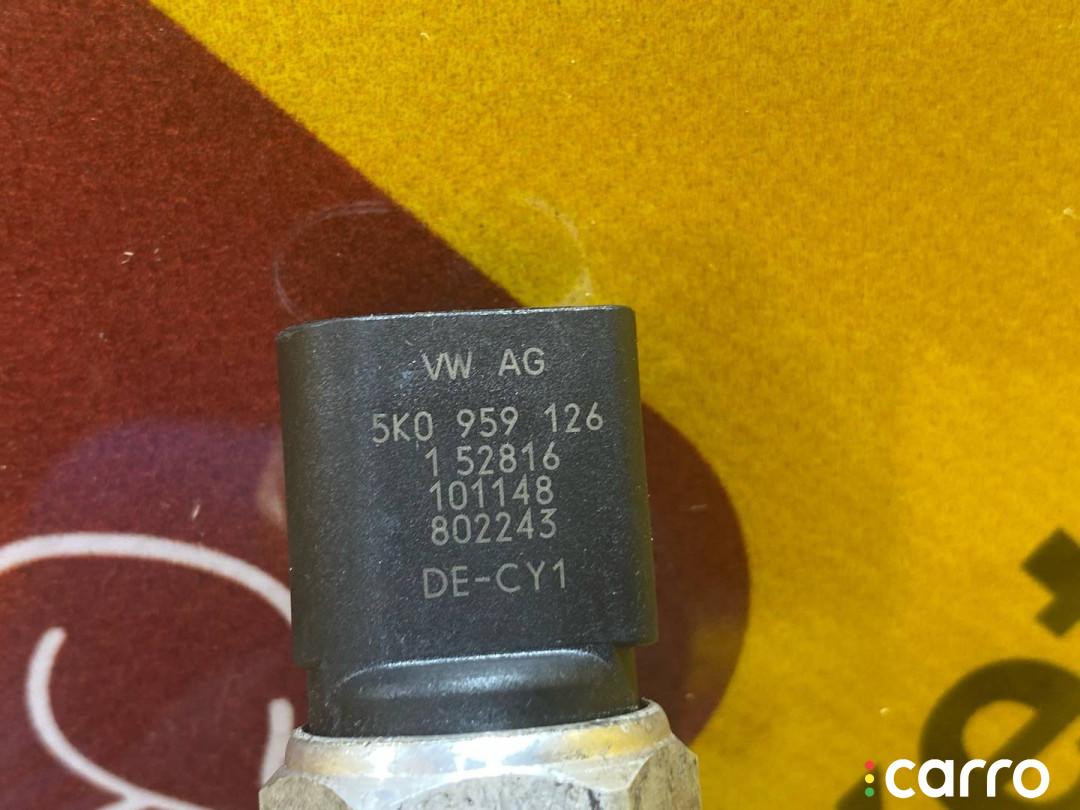 VW AG
5K0 959 126
1 52816
101148
802243
DE-CY1
carro